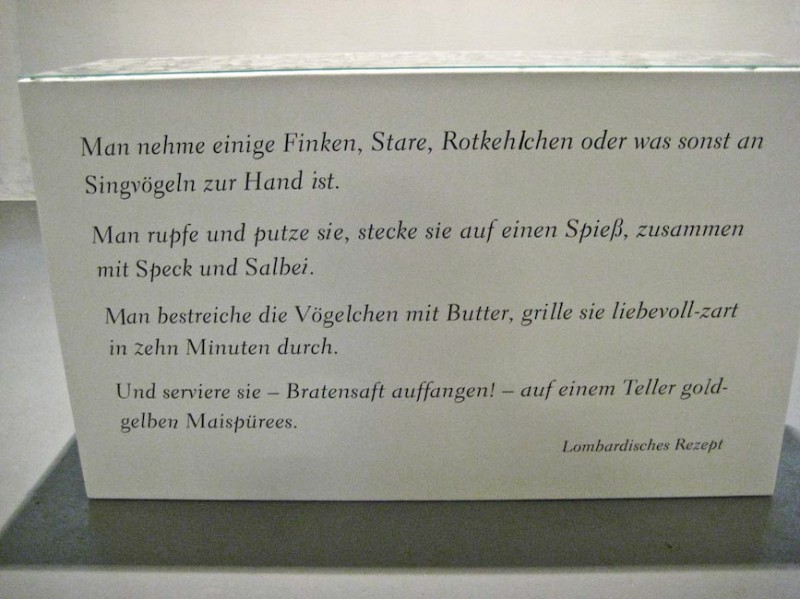 Man nehme einige Finken, Stare, Rotkehlchen oder was sonst an
Singvögeln zur Hand ist.
Man rupfe und putze sie, stecke sie auf einen Spieß, zusammen
mit Speck und Salbei.
Man bestreiche die Vögelchen mit Butter, grille sie liebevoll-zart
in zehn Minuten durch.
Und serviere sie – Bratensaft auffangen! – auf einem Teller gold-
gelben Maispürees.
Lombardisches Rezept